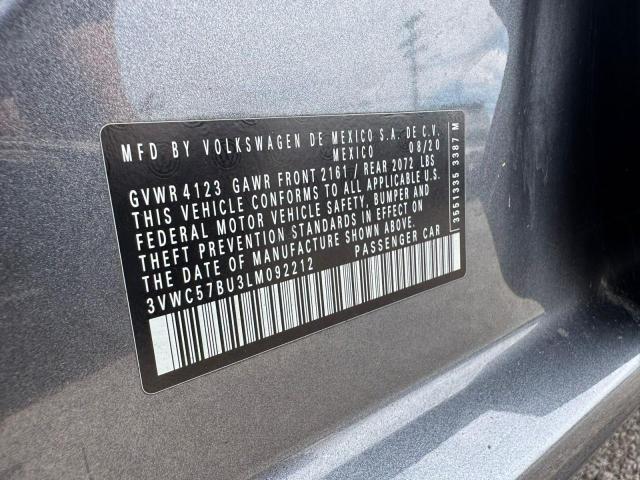 MFD BY VOLKSWAGEN DE MEXICO S.A. DE C.V.
MEXICO 08/20
GVWR 4123 GAWR FRONT 2161 / REAR 2072 LBS
THIS VEHICLE CONFORMS TO ALL APPLICABLE U.S.
FEDERAL MOTOR VEHICLE SAFETY, BUMPER AND
THEFT PREVENTION STANDARDS IN EFFECT ON
THE DATE OF MANUFACTURE SHOWN ABOVE.
3VWC57BU3LM092212 PASSENGER CAR
3551335 3387 M